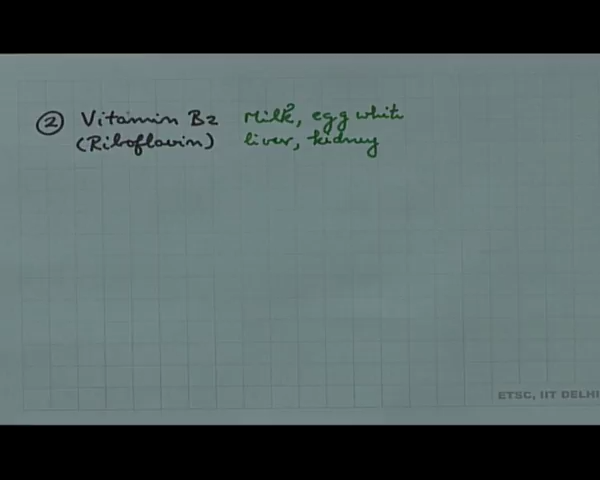 ② Vitamin B2 Milk, egg white
(Riboflavin) liver, kidney
ETSC, IIT DELHI